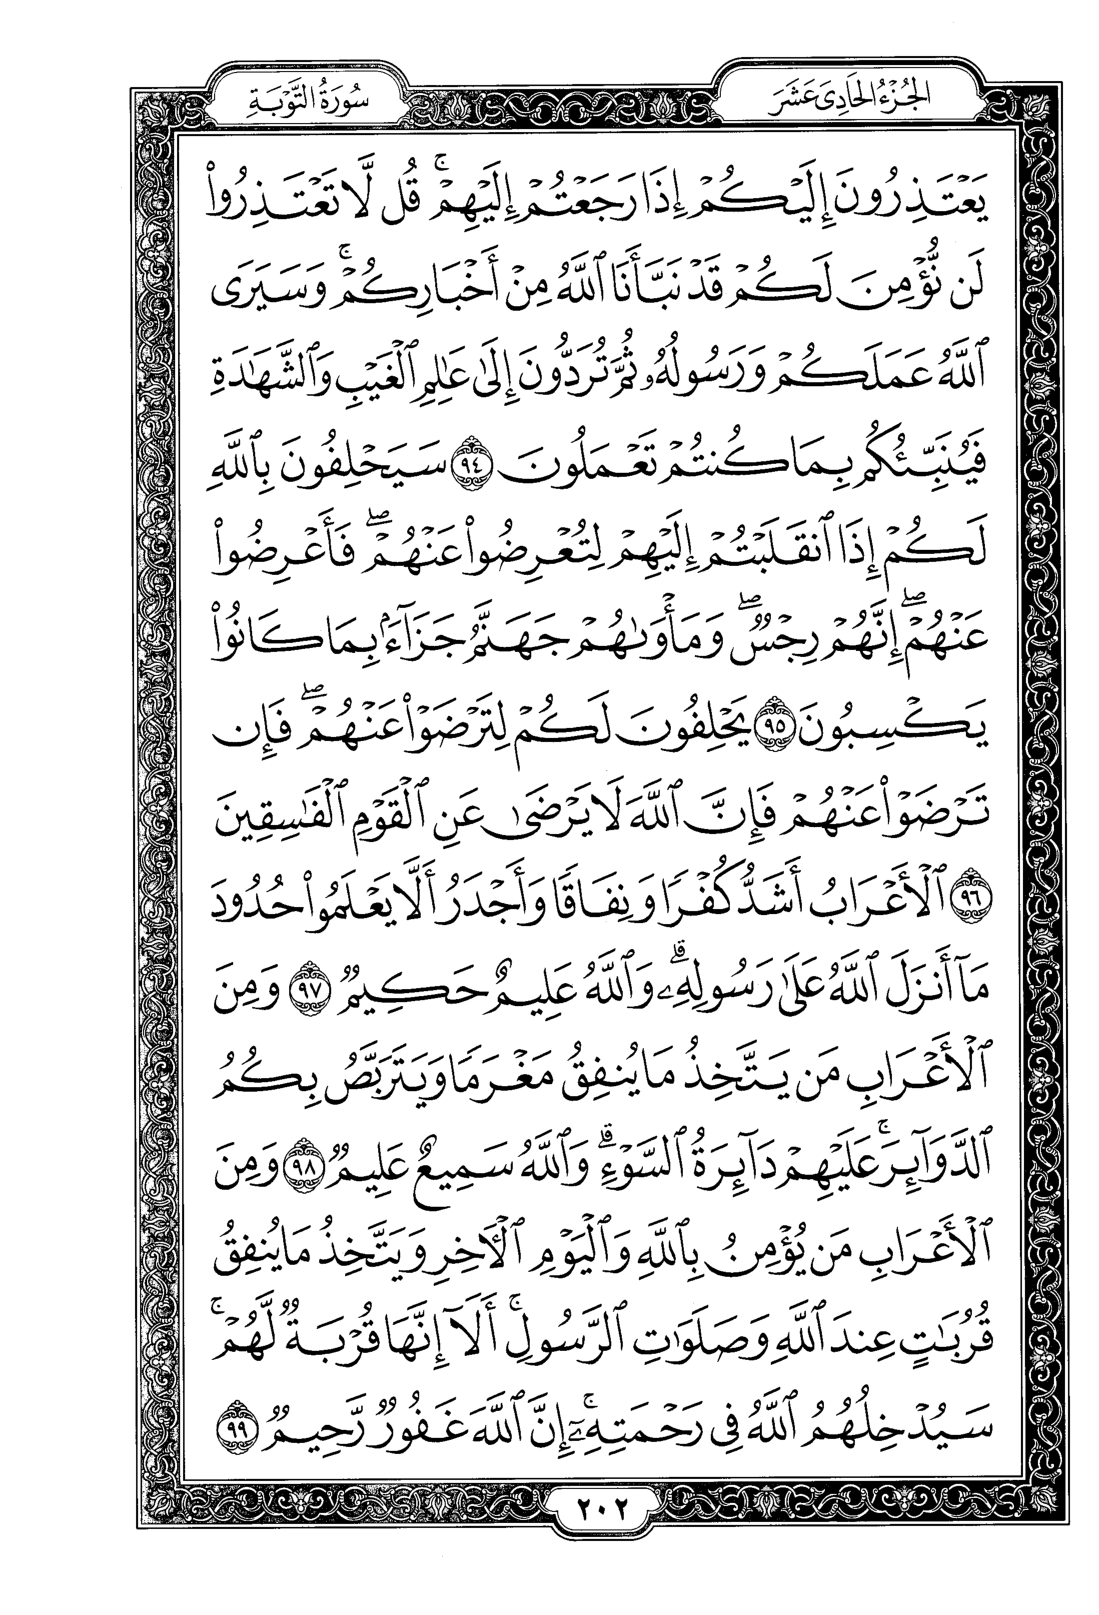 الجُزْءُ الحَادِى عَشَرَ
سُورَةُ التَّوْبَةِ
يَعْتَذِرُونَ إِلَيْكُمْ إِذَا رَجَعْتُمْ إِلَيْهِمْ ۚ قُل لَّا تَعْتَذِرُوا۟
لَن نُّؤْمِنَ لَكُمْ قَدْ نَبَّأَنَا ٱللَّهُ مِنْ أَخْبَارِكُمْ ۚ وَسَيَرَى
ٱللَّهُ عَمَلَكُمْ وَرَسُولُهُۥ ثُمَّ تُرَدُّونَ إِلَىٰ عَٰلِمِ ٱلْغَيْبِ وَٱلشَّهَٰدَةِ
فَيُنَبِّئُكُم بِمَا كُنتُمْ تَعْمَلُونَ ٩٤ سَيَحْلِفُونَ بِٱللَّهِ
لَكُمْ إِذَا ٱنقَلَبْتُمْ إِلَيْهِمْ لِتُعْرِضُوا۟ عَنْهُمْ ۖ فَأَعْرِضُوا۟
عَنْهُمْ ۖ إِنَّهُمْ رِجْسٌ ۖ وَمَأْوَىٰهُمْ جَهَنَّمُ جَزَآءًۢ بِمَا كَانُوا۟
يَكْسِبُونَ ٩٥ يَحْلِفُونَ لَكُمْ لِتَرْضَوْا۟ عَنْهُمْ ۖ فَإِن
تَرْضَوْا۟ عَنْهُمْ فَإِنَّ ٱللَّهَ لَا يَرْضَىٰ عَنِ ٱلْقَوْمِ ٱلْفَٰسِقِينَ
٩٦ ٱلْأَعْرَابُ أَشَدُّ كُفْرًا وَنِفَاقًا وَأَجْدَرُ أَلَّا يَعْلَمُوا۟ حُدُودَ
مَآ أَنزَلَ ٱللَّهُ عَلَىٰ رَسُولِهِۦ ۗ وَٱللَّهُ عَلِيمٌ حَكِيمٌ ٩٧ وَمِنَ
ٱلْأَعْرَابِ مَن يَتَّخِذُ مَا يُنفِقُ مَغْرَمًا وَيَتَرَبَّصُ بِكُمُ
ٱلدَّوَآئِرَ ۚ عَلَيْهِمْ دَآئِرَةُ ٱلسَّوْءِ ۗ وَٱللَّهُ سَمِيعٌ عَلِيمٌ ٩٨ وَمِنَ
ٱلْأَعْرَابِ مَن يُؤْمِنُ بِٱللَّهِ وَٱلْيَوْمِ ٱلْءَاخِرِ وَيَتَّخِذُ مَا يُنفِقُ
قُرُبَٰتٍ عِندَ ٱللَّهِ وَصَلَوَٰتِ ٱلرَّسُولِ ۚ أَلَآ إِنَّهَا قُرْبَةٌ لَّهُمْ ۚ
سَيُدْخِلُهُمُ ٱللَّهُ فِى رَحْمَتِهِۦٓ ۚ إِنَّ ٱللَّهَ غَفُورٌ رَّحِيمٌ ٩٩
٢٠٢